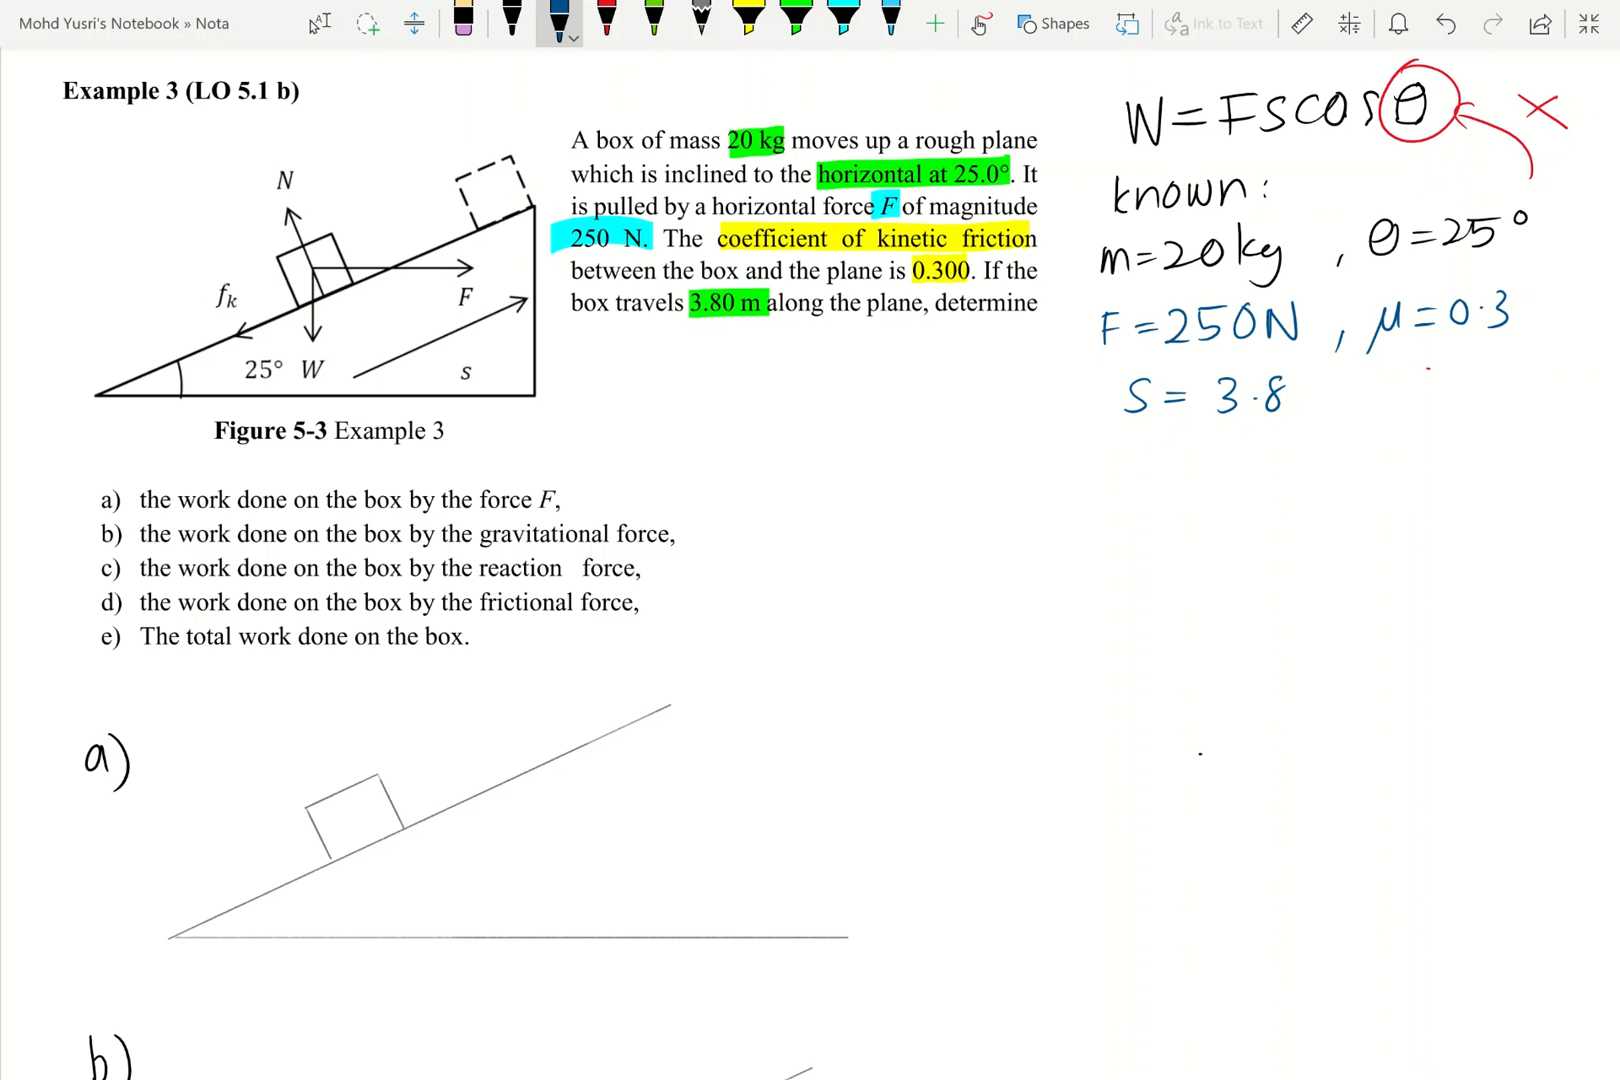 Mohd Yusri's Notebook » Nota
Shapes
Ink to Text
Example 3 (LO 5.1 b)
A box of mass 20 kg moves up a rough plane
which is inclined to the horizontal at 25.0°. It
is pulled by a horizontal force F of magnitude
250 N. The coefficient of kinetic friction
between the box and the plane is 0.300. If the
box travels 3.80 m along the plane, determine
N
fk
F
25° W
s
Figure 5-3 Example 3
W = FS cos θ
×
known:
m = 20 kg , θ = 25°
F = 250N , μ = 0.3
S = 3.8
a) the work done on the box by the force F,
b) the work done on the box by the gravitational force,
c) the work done on the box by the reaction force,
d) the work done on the box by the frictional force,
e) The total work done on the box.
a)
b)